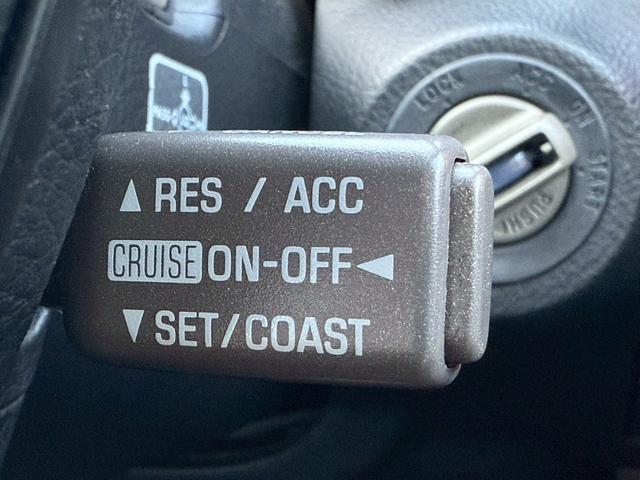 LOCK
ACC
ON
START
PUSH
▲ RES / ACC
CRUISE ON-OFF◄
▼ SET/COAST